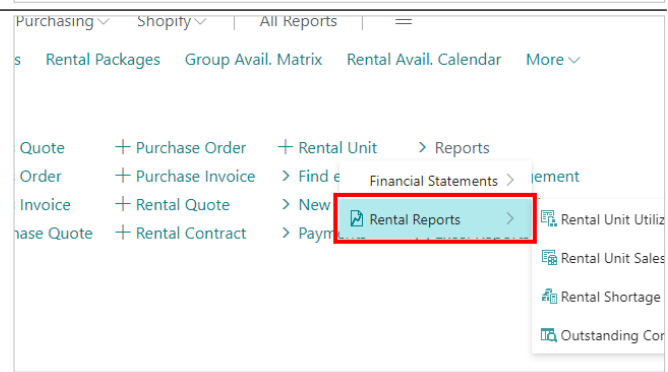 Purchasing Shopify All Reports
s Rental Packages Group Avail. Matrix Rental Avail. Calendar More
Quote + Purchase Order + Rental Unit > Reports
Order + Purchase Invoice > Find e Financial Statements > ement
Invoice + Rental Quote > New Rental Reports > Rental Unit Utiliz
hase Quote + Rental Contract > Paym
Rental Unit Sales
Rental Shortage
Outstanding Con